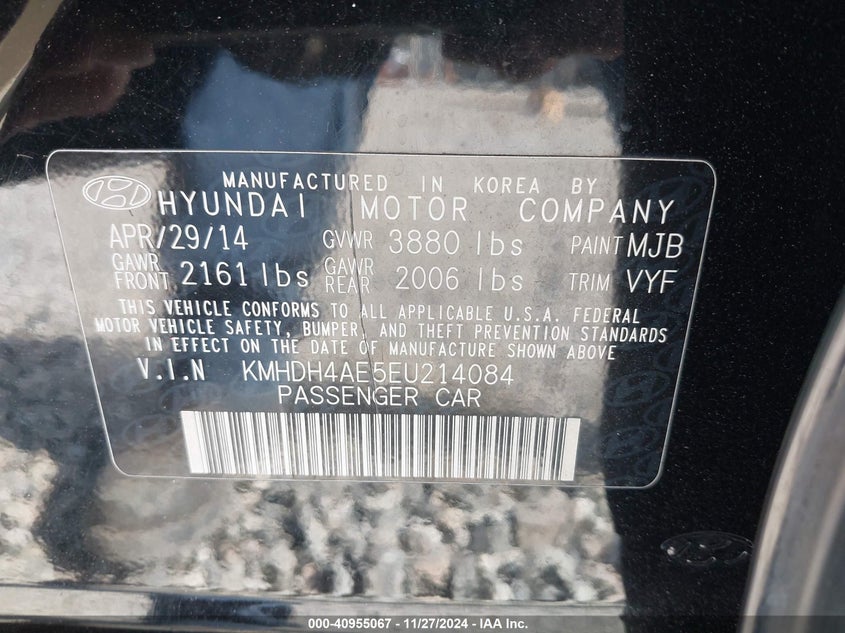 MANUFACTURED IN KOREA BY
HYUNDAI MOTOR COMPANY
APR/29/14 GVWR 3880 lbs PAINT MJB
GAWR FRONT 2161 lbs GAWR REAR 2006 lbs TRIM VYF
THIS VEHICLE CONFORMS TO ALL APPLICABLE U.S.A. FEDERAL
MOTOR VEHICLE SAFETY, BUMPER, AND THEFT PREVENTION STANDARDS
IN EFFECT ON THE DATE OF MANUFACTURE SHOWN ABOVE
V.I.N KMHDH4AE5EU214084
PASSENGER CAR
000-40955067 - 11/27/2024 - IAA Inc.